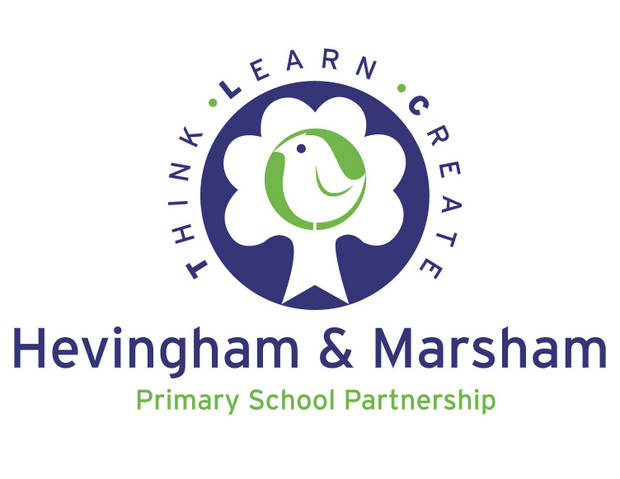 THINK • LEARN • CREATE
Hevingham & Marsham
Primary School Partnership